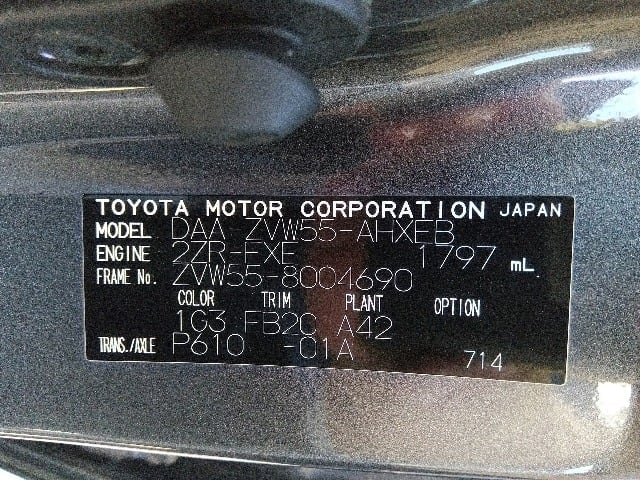 TOYOTA MOTOR CORPORATION JAPAN
MODEL DAA ZVW55-AHXEB
ENGINE 2ZR-FXE 1797 mL.
FRAME No. ZVW55-8004690
COLOR TRIM PLANT OPTION
1G3 FB20 A42
TRANS./AXLE P610 -01A 714